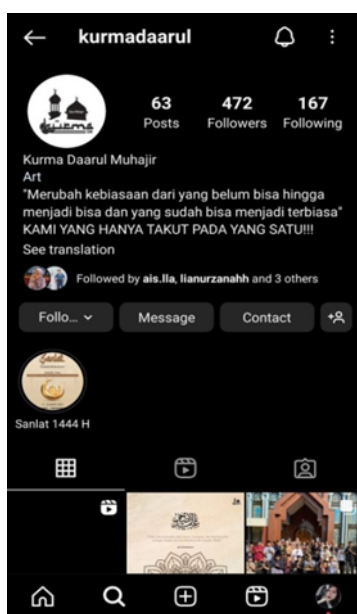 kurmadaarul
63 472 167
Posts Followers Following
Kurma Daarul Muhajir
Art
"Merubah kebiasaan dari yang belum bisa hingga
menjadi bisa dan yang sudah bisa menjadi terbiasa"
KAMI YANG HANYA TAKUT PADA YANG SATU!!!
See translation
Followed by ais.lla, lianurzanahh and
3 others
Follo... Message Contact
Sanlat 1444 H